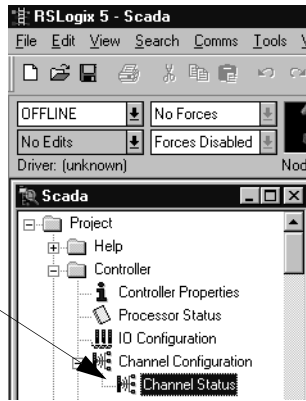 RSLogix 5 - Scada
File Edit View Search Comms Tools
OFFLINE No Forces
No Edits Forces Disabled
Driver: (unknown) Nod
Scada
Project
Help
Controller
Controller Properties
Processor Status
IO Configuration
Channel Configuration
Channel Status